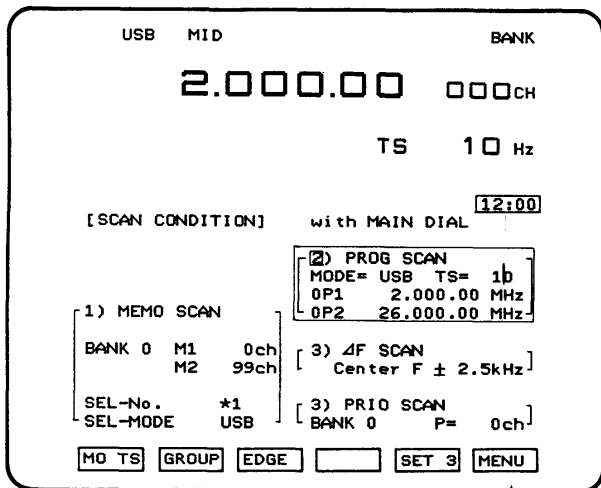 USB MID BANK
2.000.00 000CH
TS 10 Hz
12:00
[SCAN CONDITION] with MAIN DIAL
2) PROG SCAN
MODE= USB TS= 10
0P1 2.000.00 MHz
0P2 26.000.00 MHz
1) MEMO SCAN
BANK 0 M1 0ch
M2 99ch
SEL-No. *1
SEL-MODE USB
3) ⊿F SCAN
Center F ± 2.5kHz
3) PRIO SCAN
BANK 0 P= 0ch
MO TS GROUP EDGE SET 3 MENU